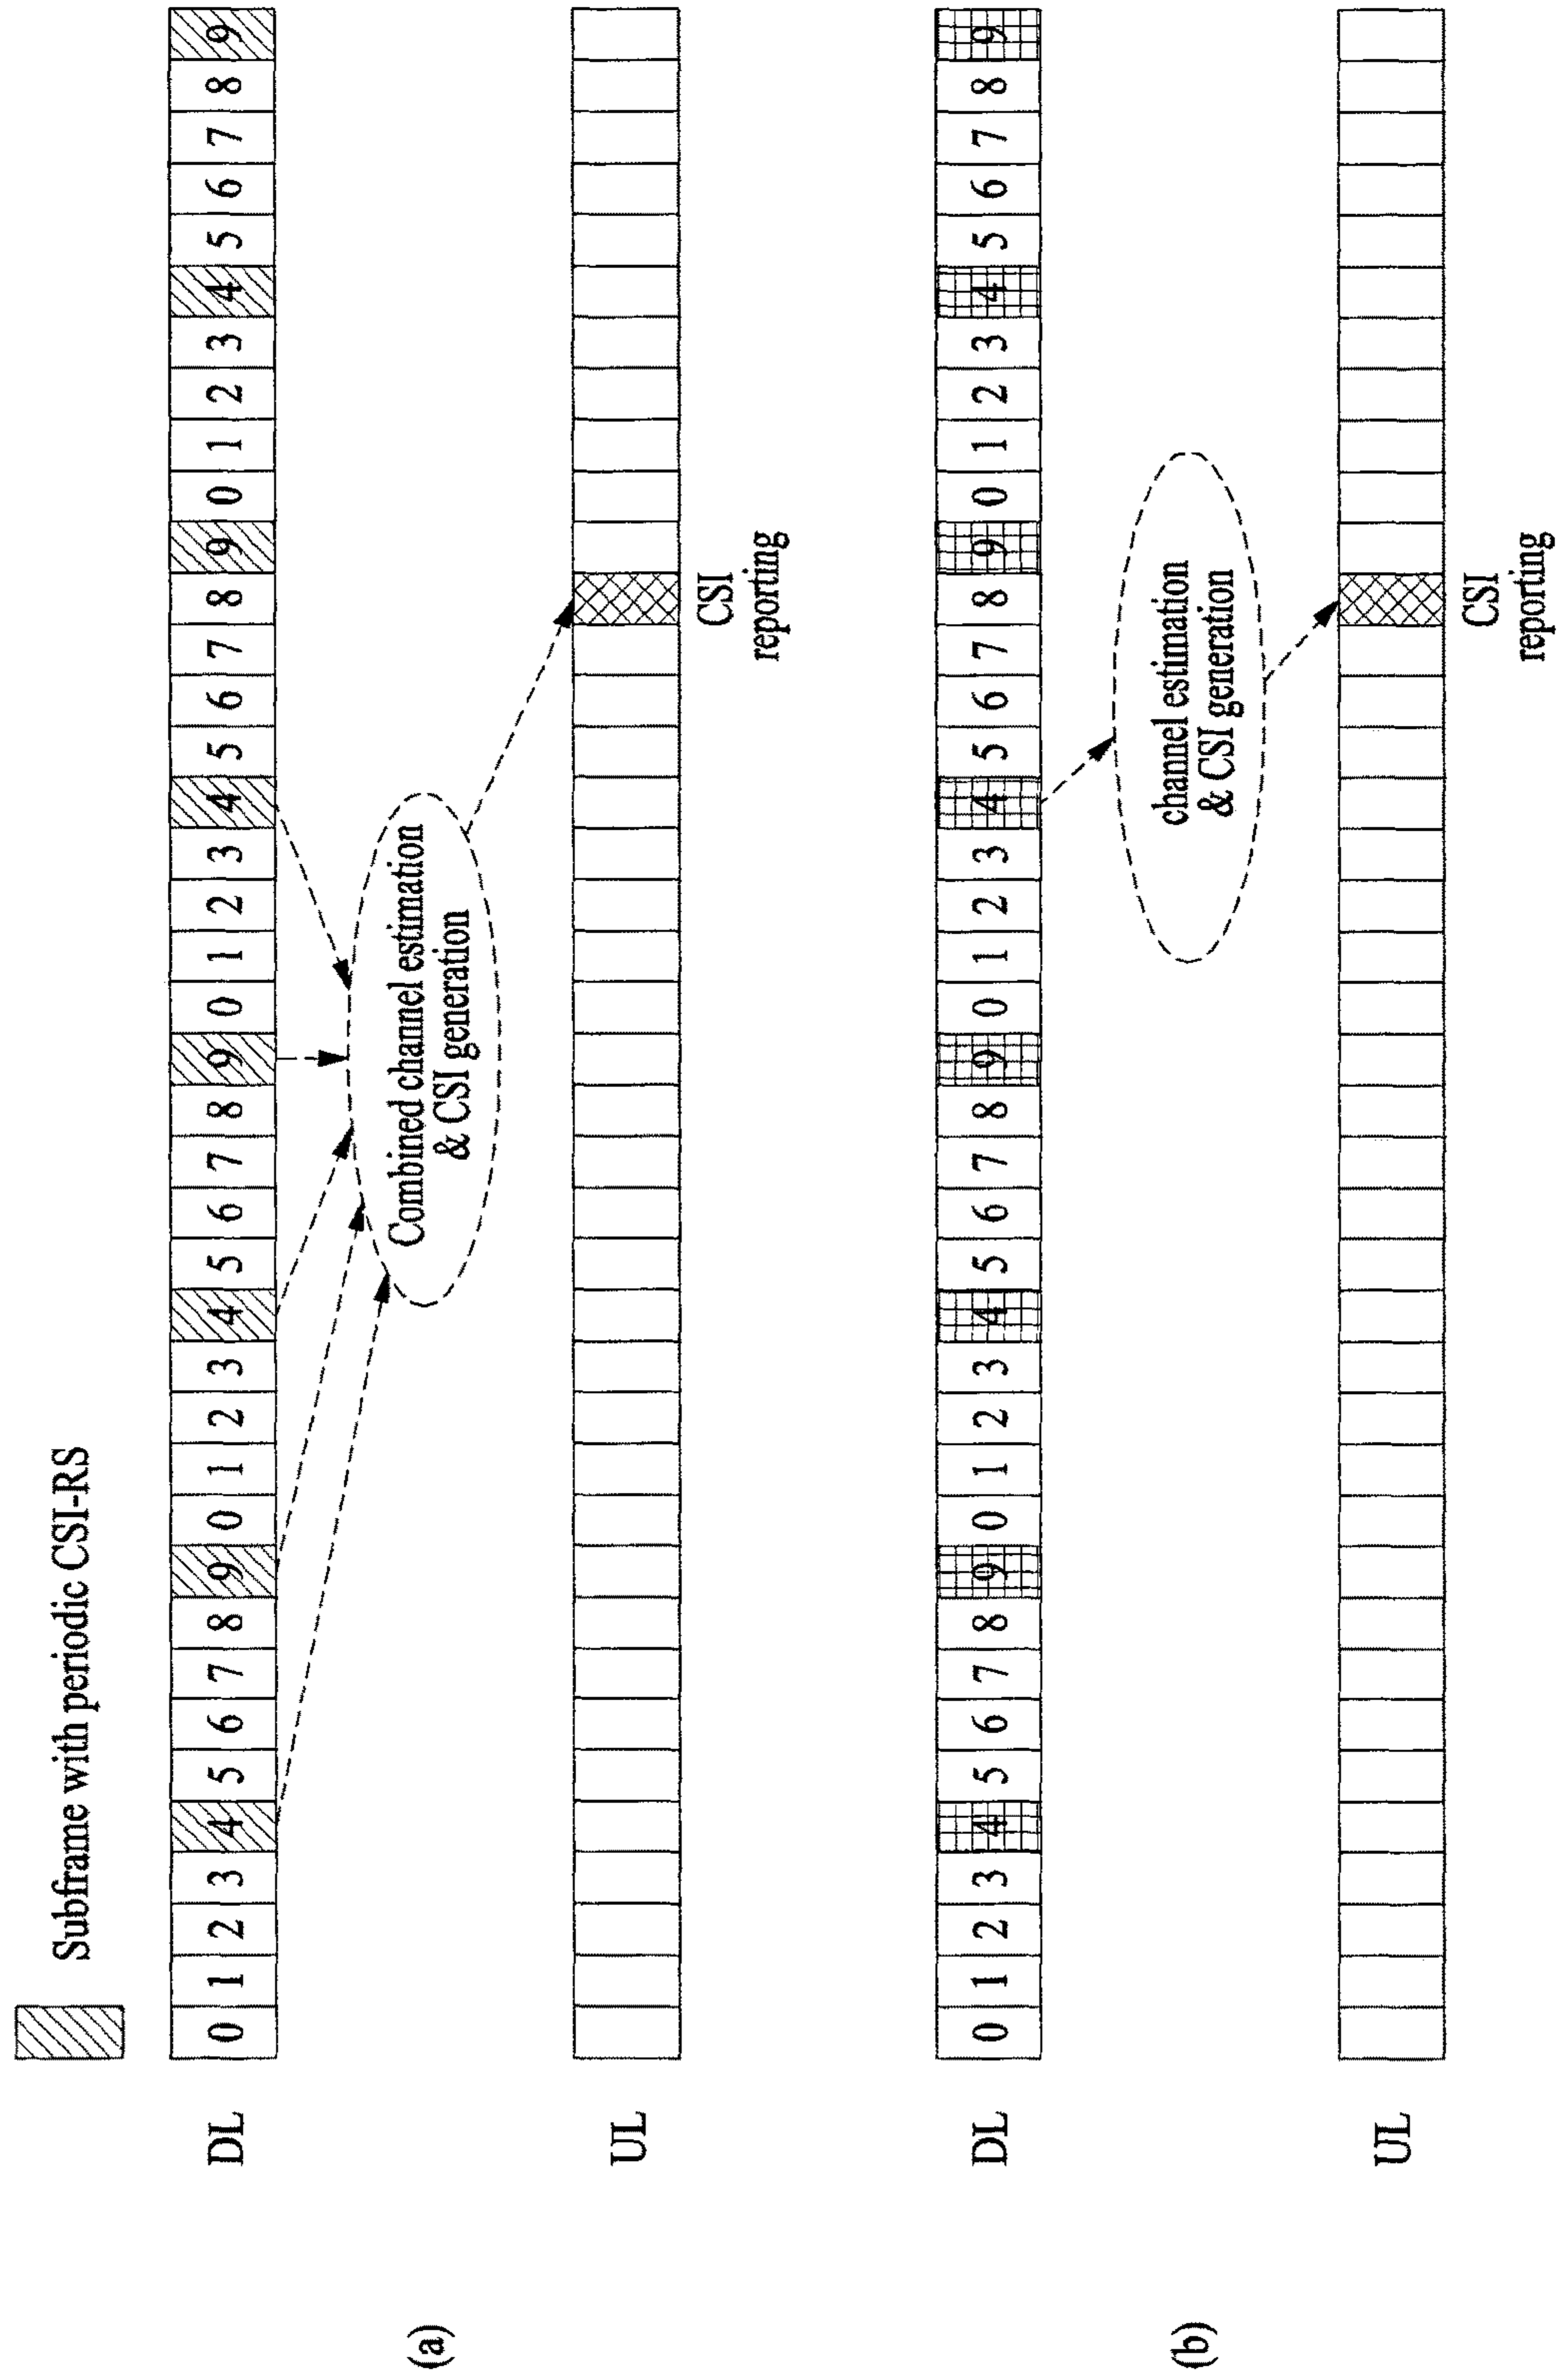 Subframe with periodic CSI-RS
(a)
DL 0 1 2 3 4 5 6 7 8 9 0 1 2 3 4 5 6 7 8 9 0 1 2 3 4 5 6 7 8 9 0 1 2 3 4 5 6 7 8 9
Combined channel estimation
& CSI generation
UL
CSI
reporting
(b)
DL 0 1 2 3 4 5 6 7 8 9 0 1 2 3 4 5 6 7 8 9 0 1 2 3 4 5 6 7 8 9 0 1 2 3 4 5 6 7 8 9
channel estimation
& CSI generation
UL
CSI
reporting